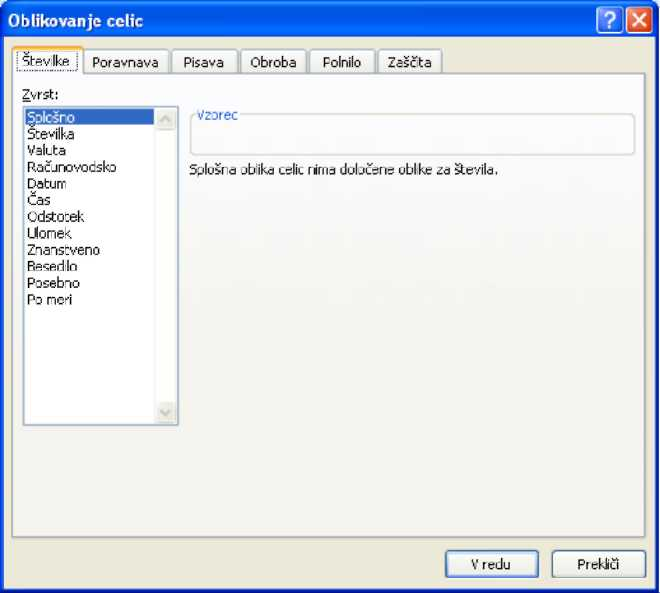 Oblikovanje celic
Številke Poravnava Pisava Obroba Polnilo Zaščita
Zvrst:
Splošno
Številka
Valuta
Računovodsko
Datum
Čas
Odstotek
Ulomek
Znanstveno
Besedilo
Posebno
Po meri
Vzorec
Splošna oblika celic nima določene oblike za števila.
V redu Prekliči